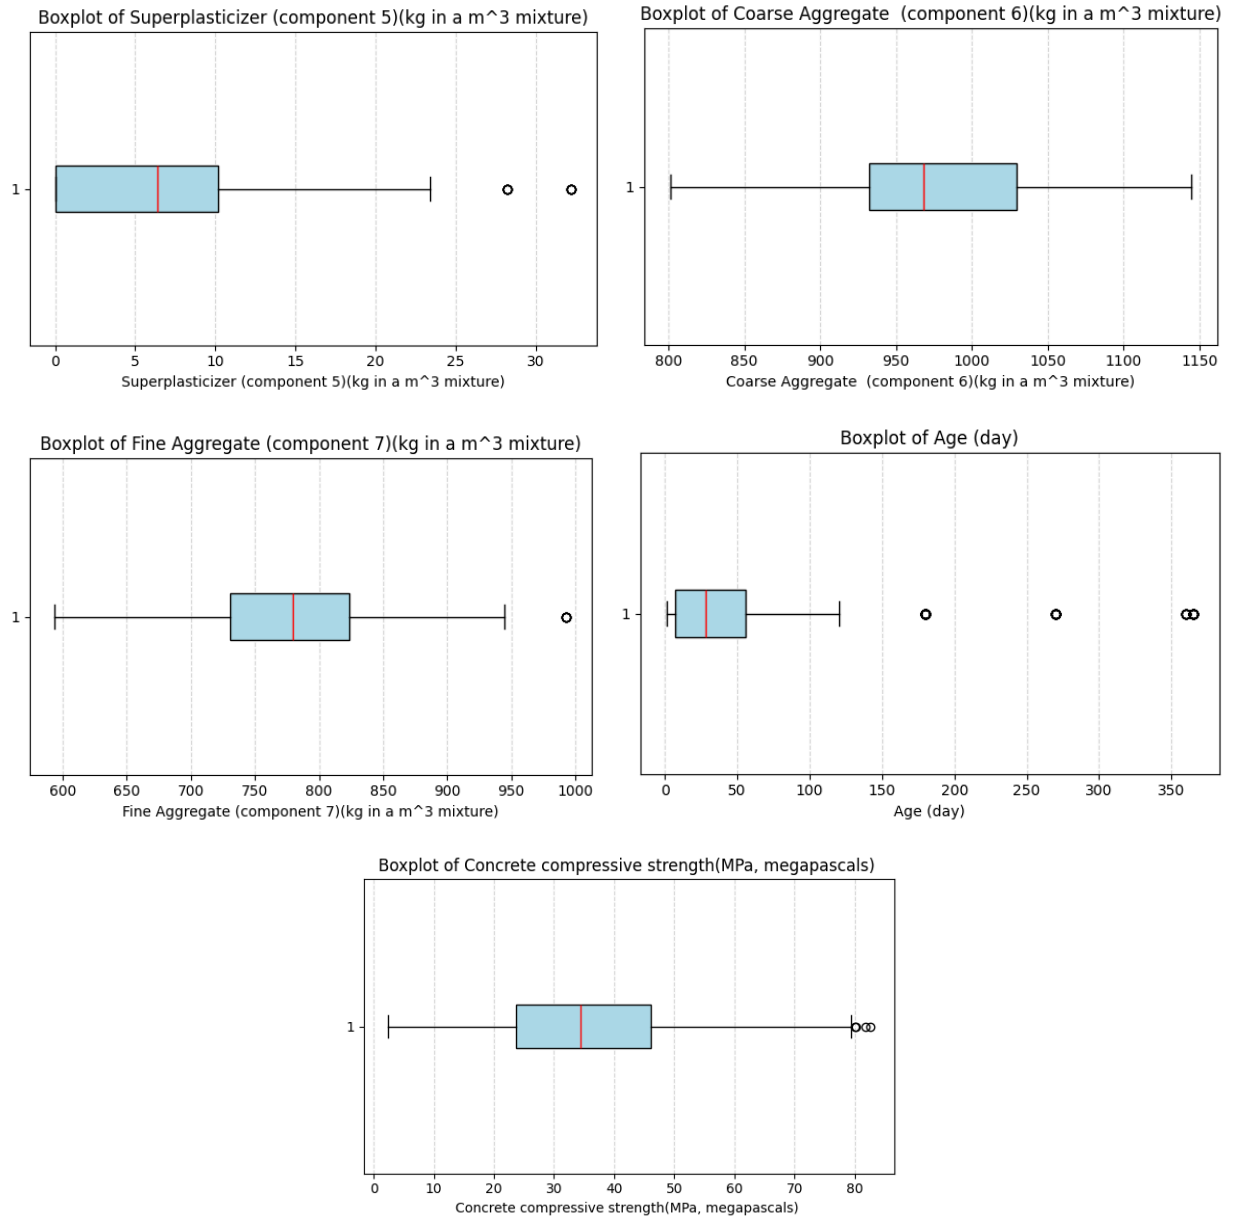 Boxplot of Superplasticizer (component 5)(kg in a m^3 mixture)
1
0 5 10 15 20 25 30
Superplasticizer (component 5)(kg in a m^3 mixture)
Boxplot of Coarse Aggregate  (component 6)(kg in a m^3 mixture)
1
800 850 900 950 1000 1050 1100 1150
Coarse Aggregate  (component 6)(kg in a m^3 mixture)
Boxplot of Fine Aggregate (component 7)(kg in a m^3 mixture)
1
600 650 700 750 800 850 900 950 1000
Fine Aggregate (component 7)(kg in a m^3 mixture)
Boxplot of Age (day)
1
0 50 100 150 200 250 300 350
Age (day)
Boxplot of Concrete compressive strength(MPa, megapascals)
1
0 10 20 30 40 50 60 70 80
Concrete compressive strength(MPa, megapascals)